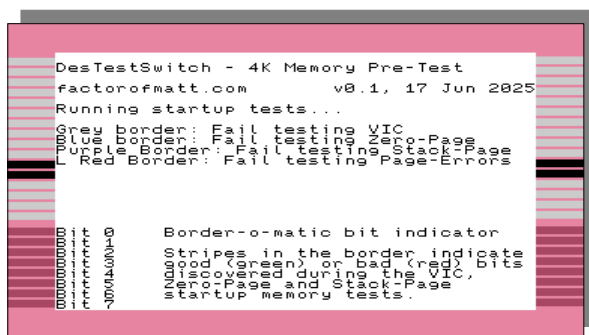 DesTestSwitch - 4K Memory Pre-Test
factorofmatt.com v0.1, 17 Jun 2025
Running startup tests...
Grey border: Fail testing VIC
Blue border: Fail testing Zero-Page
Purple Border: Fail testing Stack-Page
L Red Border: Fail testing Page-Errors
Bit 0 Border-o-matic bit indicator
Bit 1
Bit 2 Stripes in the border indicate
Bit 3 good (green) or bad (red) bits
Bit 4 discovered during the VIC,
Bit 5 Zero-Page and Stack-Page
Bit 6 startup memory tests.
Bit 7